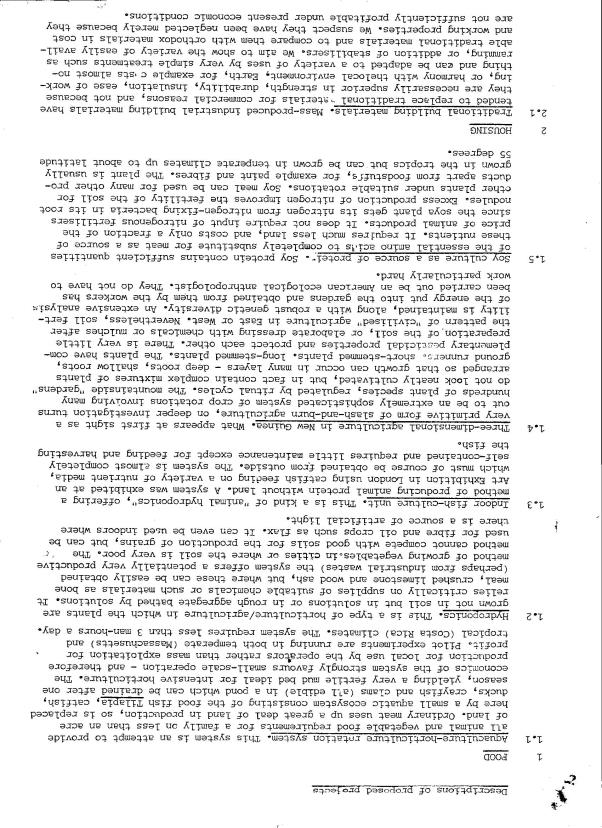 Descriptions of proposed projects
1 FOOD
1.1 Aquaculture-horticulture rotation system. This system is an attempt to provide
all animal and vegetable food requirements for a family on less than an acre
of land. Ordinary meat uses up a great deal of land in production, so is replaced
here by a small aquatic ecosystem consisting of the food fish Tilapia, catfish,
ducks, crayfish and clams (all edible) in a pond which can be drained after one
season, yielding a very fertile mud bed ideal for intensive horticulture. The
economics of the system strongly favours small-scale operation - and therefore
production for local use by the operators rather than mass exploitation for
profit. Pilot experiments are running in both temperate (Massachusetts) and
tropical (Costa Rica) climates. The system requires less than 3 man-hours a day.
1.2 Hydroponics. This is a type of horticulture/agriculture in which the plants are
grown not in soil but in solutions or in rough aggregate bathed by solutions. It
relies critically on supplies of suitable chemicals or such materials as bone
meal, crushed limestone and wood ash, but where these can be easily obtained
(perhaps from industrial wastes) the system offers a potentially very productive
method of growing vegetables in cities or where the soil is very poor. The
method cannot compete with good soils for the production of grains, but can be
used for fibre and oil crops such as flax. It can even be used indoors where
there is a source of artificial light.
1.3 Indoor fish-culture unit. This is a kind of "animal hydroponics", offering a
method of producing animal protein without land. A system was exhibited at an
Art Exhibition in London using catfish feeding on a variety of nutrient media,
which must of course be obtained from outside. The system is almost completely
self-contained and requires little maintenance except for feeding and harvesting
the fish.
1.4 Three-dimensional agriculture in New Guinea. What appears at first sight as a
very primitive form of slash-and-burn agriculture, on deeper investigation turns
out to be an extremely sophisticated system of crop rotations involving many
hundreds of plant species, regulated by ritual cycles. The mountainside "gardens"
do not look neatly cultivated, but in fact contain complex mixtures of plants
arranged so that growth can occur in many layers - deep roots, shallow roots,
ground runners, short-stemmed plants, long-stemmed plants. The plants have com-
plementary pesticidal properties and protect each other. There is very little
preparation of the soil, or elaborate dressing with chemicals or mulches after
the pattern of "civilised" agriculture in East or West. Nevertheless, soil fert-
ility is maintained, along with a robust genetic diversity. An extensive analysis
of the energy put into the gardens and obtained from them by the workers has
been carried out by an American ecological anthropologist. They do not have to
work particularly hard.
1.5 Soy culture as a source of protein. Soy protein contains sufficient quantities
of the essential amino acids to completely substitute for meat as a source of
these nutients. It requires much less land, and costs only a fraction of the
price of animal products. It does not require input of nitrogenous fertilisers
since the soya plant gets its nitrogen from nitrogen-fixing bacteria in its root
nodules. Excess production of nitrogen improves the fertility of the soil for
other plants under suitable rotations. Soy meal can be used for many other pro-
ducts apart from foodstuffs, for example paint and fibres. The plant is usually
grown in the tropics but can be grown in temperate climates up to about latitude
55 degrees.
2 HOUSING
2.1 Traditional building materials. Mass-produced industrial building materials have
tended to replace traditional materials for commercial reasons, and not because
they are necessarily superior in strength, durability, insulation, ease of work-
ing, or harmony with thelocal environment. Earth, for example costs almost no-
thing and can be adapted to a variety of uses by very simple treatments such as
ramming, or addition of stabilisers. We aim to show the variety of easily avail-
able traditional materials and to compare them with orthodox materials in cost
and working properties. We suspect they have been neglected merely because they
are not sufficiently profitable under present economic conditions.